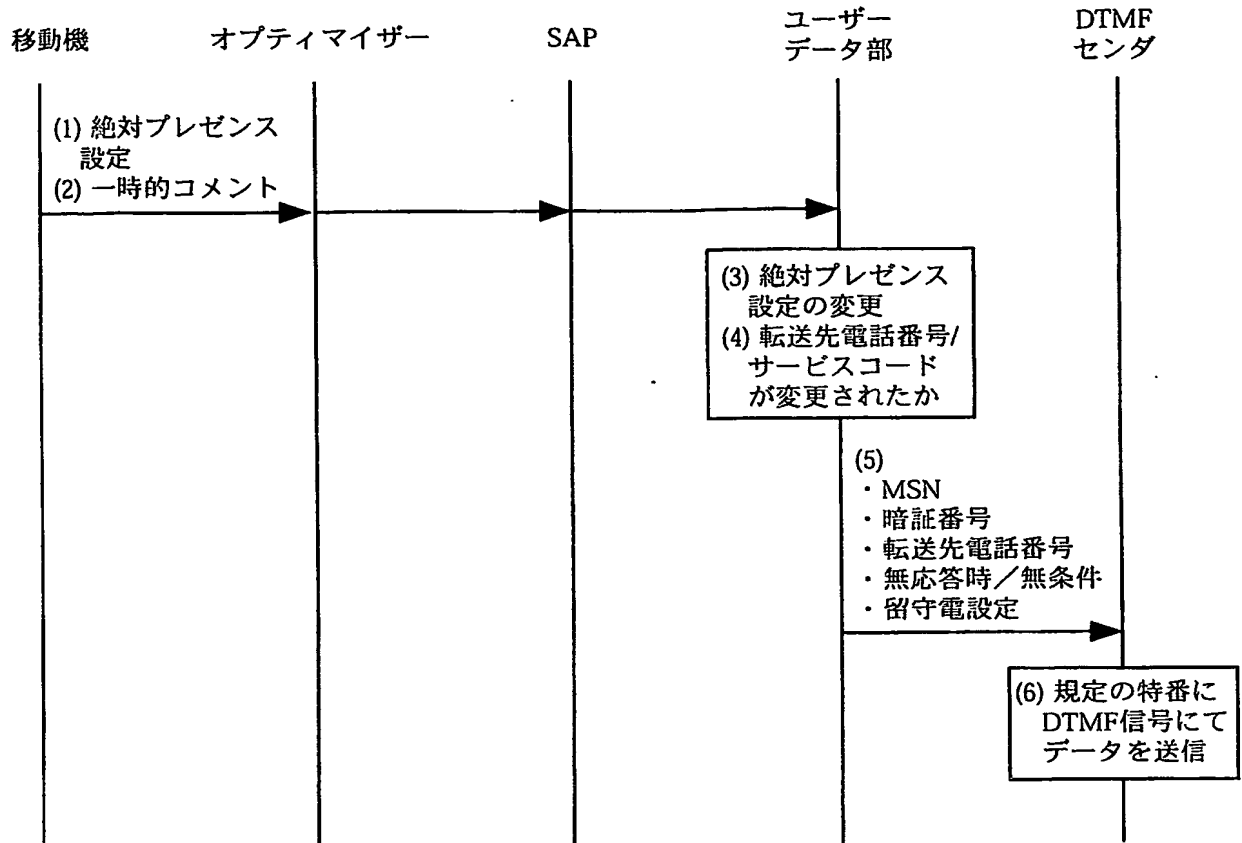 移動機
オプティマイザー
SAP
ユーザー
データ部
DTMF
センダ
(1) 絶対プレゼンス
設定
(2) 一時的コメント
(3) 絶対プレゼンス
設定の変更
(4) 転送先電話番号/
サービスコード
が変更されたか
(5)
・MSN
・暗証番号
・転送先電話番号
・無応答時／無条件
・留守電設定
(6) 規定の特番に
DTMF信号にて
データを送信